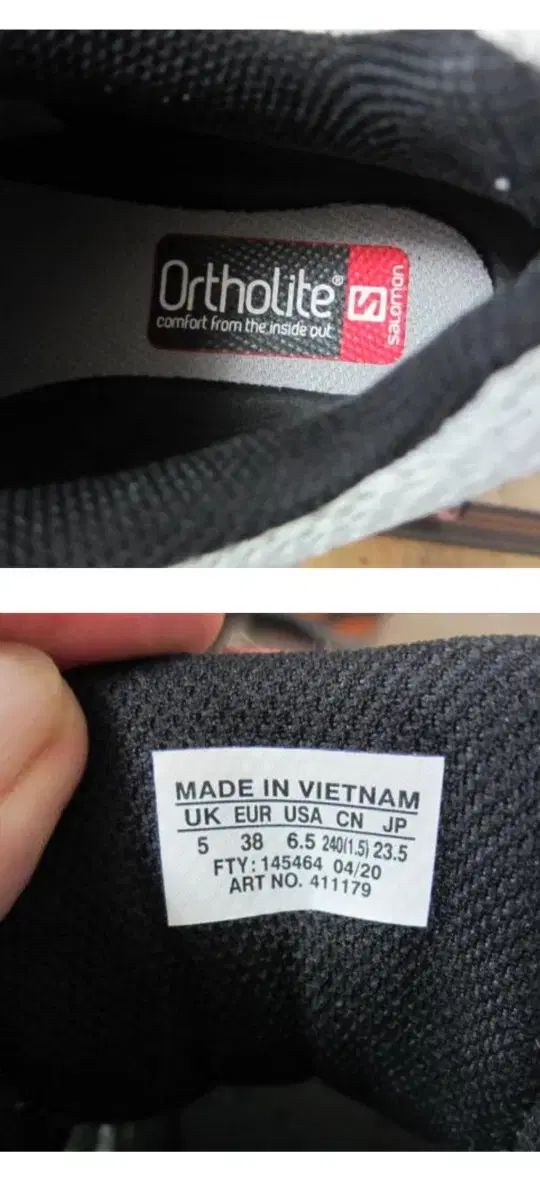 Ortholite®
comfort from the inside out
S
salomon
MADE IN VIETNAM
UK EUR USA CN JP
5 38 6.5 240(1.5) 23.5
FTY: 145464 04/20
ART NO. 411179